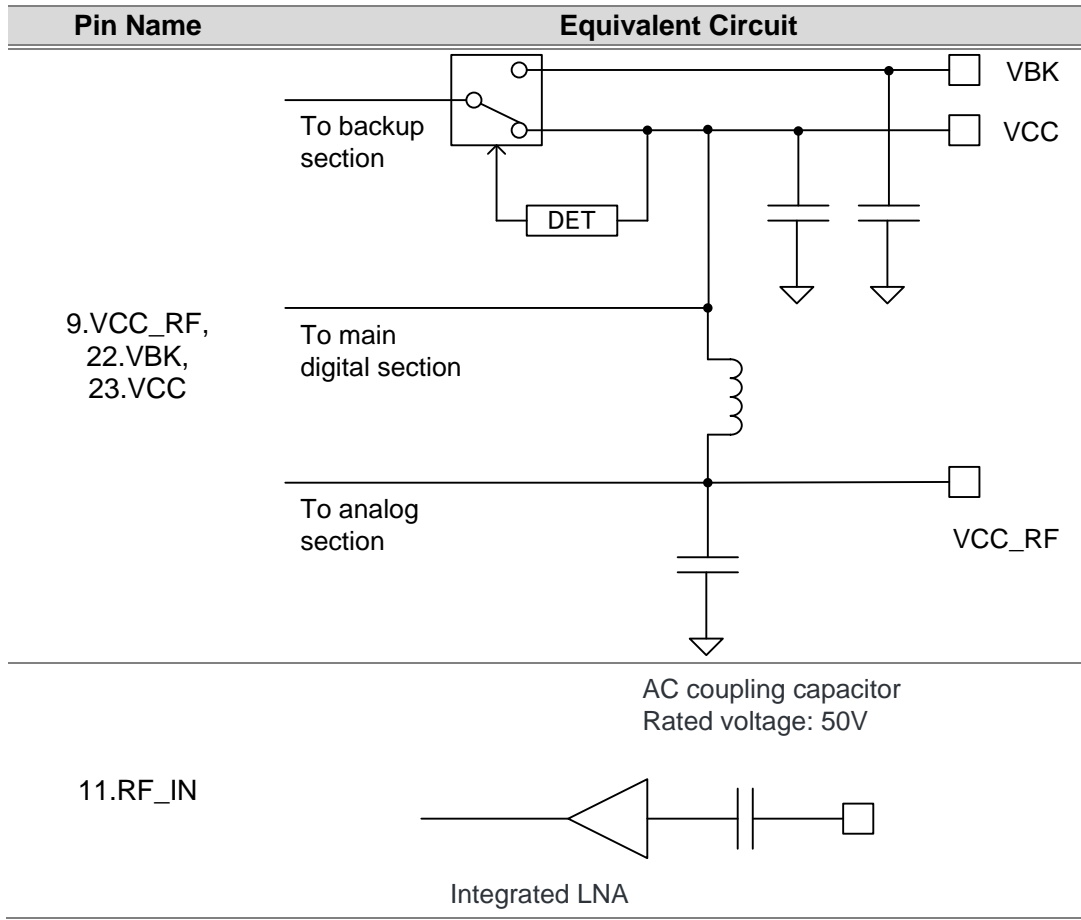 Pin Name
Equivalent Circuit
VBK
To backup
section
VCC
DET
9.VCC_RF,
22.VBK,
23.VCC
To main
digital section
To analog
section
VCC_RF
AC coupling capacitor
Rated voltage: 50V
11.RF_IN
Integrated LNA